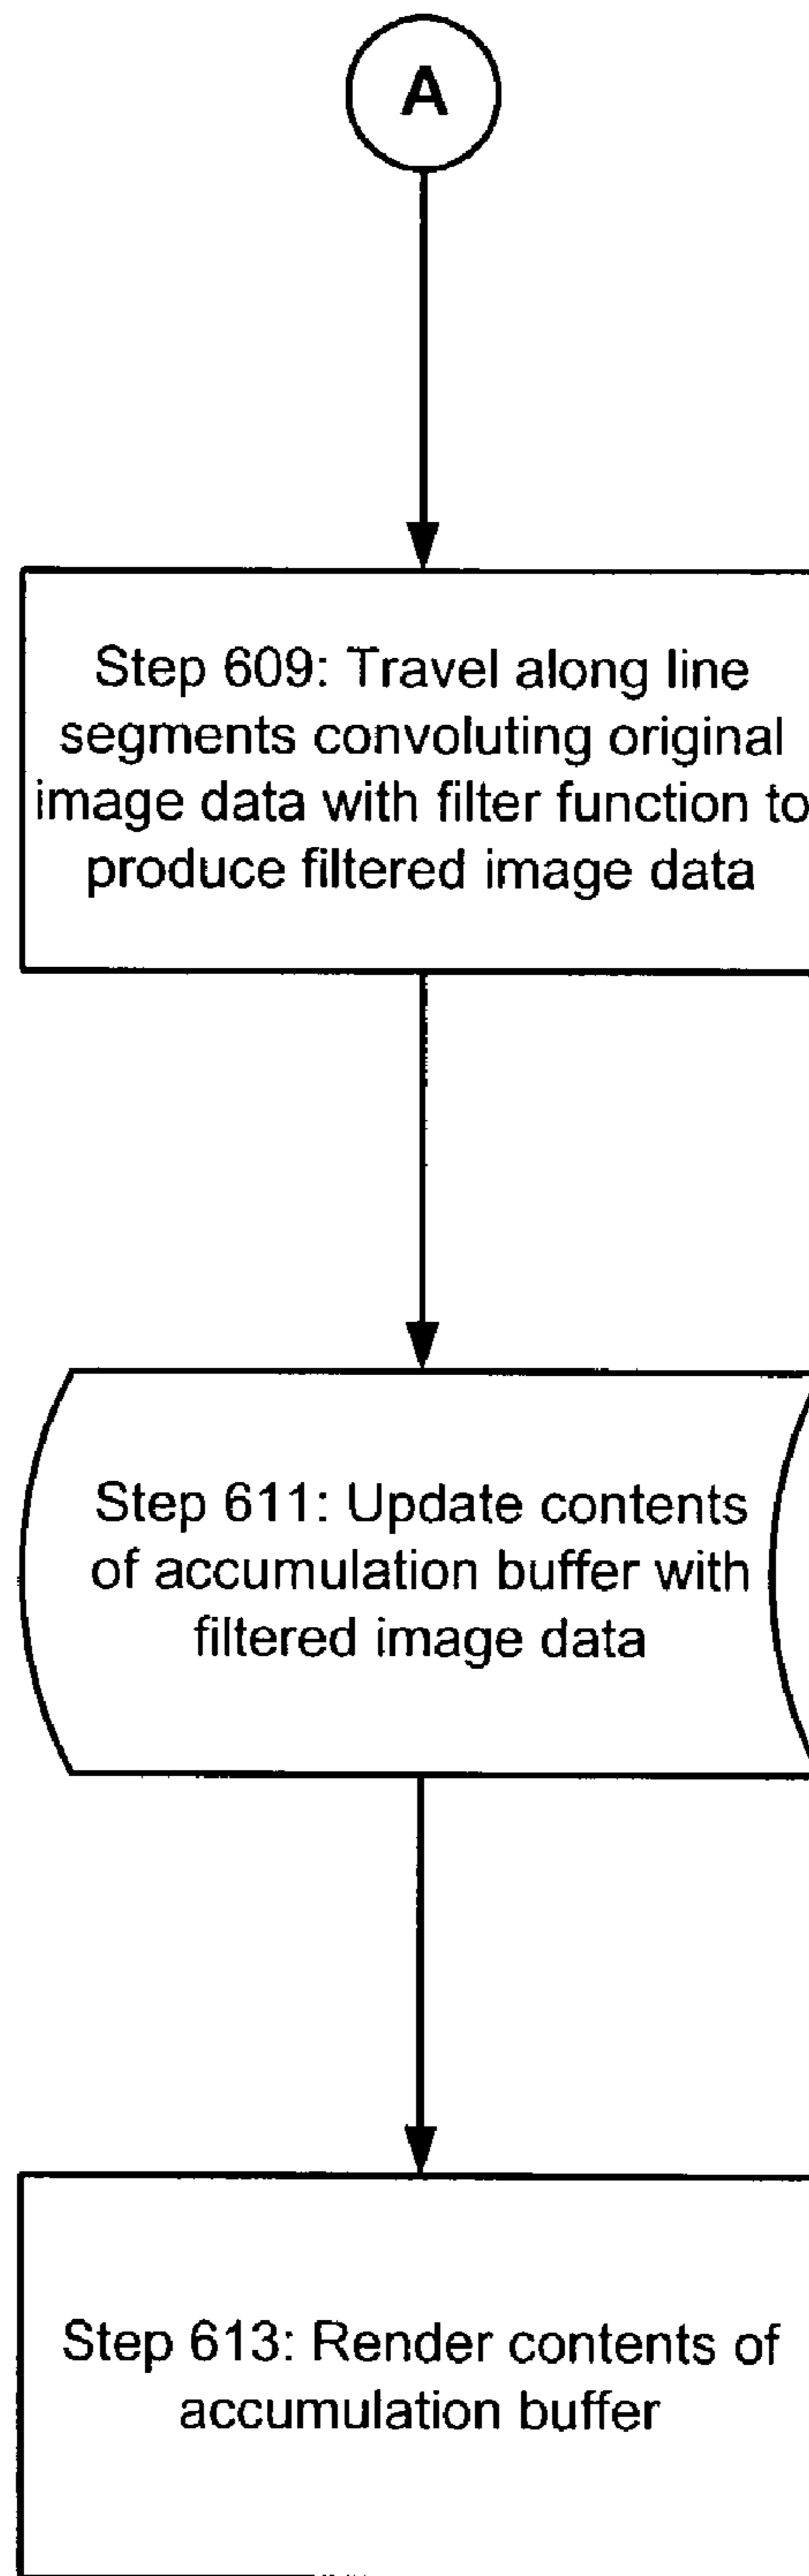 A
Step 609: Travel along line
segments convoluting original
image data with filter function to
produce filtered image data
Step 611: Update contents
of accumulation buffer with
filtered image data
Step 613: Render contents of
accumulation buffer